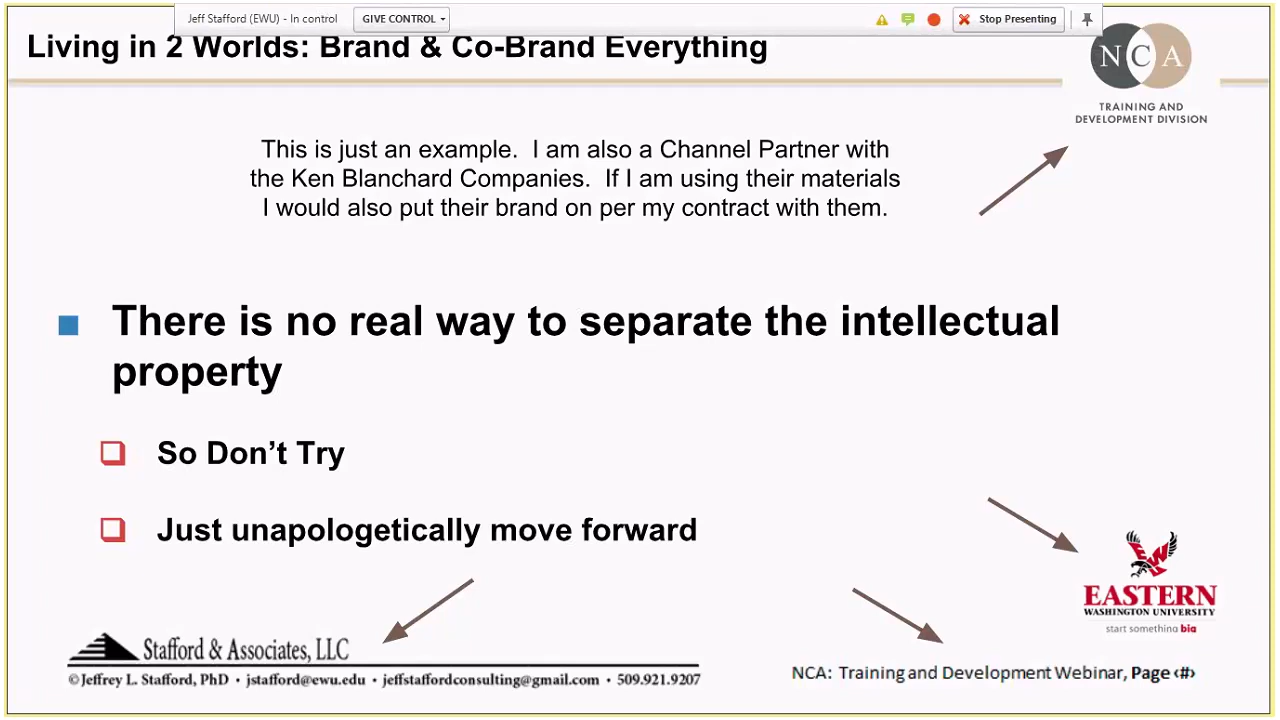 Jeff Stafford (EWU) - In control
GIVE CONTROL
Stop Presenting
Living in 2 Worlds: Brand & Co-Brand Everything
NCA
TRAINING AND
DEVELOPMENT DIVISION
This is just an example. I am also a Channel Partner with
the Ken Blanchard Companies. If I am using their materials
I would also put their brand on per my contract with them.
There is no real way to separate the intellectual
property
So Don’t Try
Just unapologetically move forward
EASTERN
WASHINGTON UNIVERSITY
start something big
Stafford & Associates, LLC
©Jeffrey L. Stafford, PhD • jstafford@ewu.edu • jeffstaffordconsulting@gmail.com • 509.921.9207
NCA: Training and Development Webinar, Page ‹#›